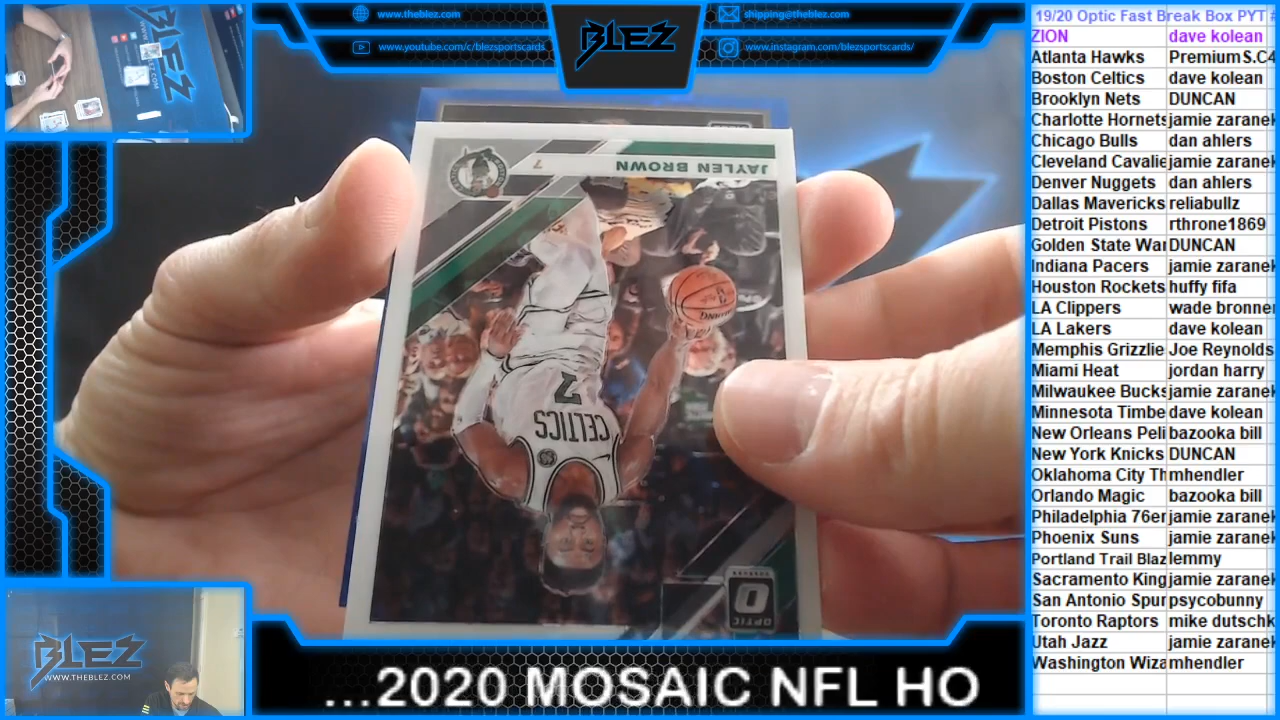 www.theblez.com
shipping@theblez.com
www.youtube.com/c/blezsportscards
www.instagram.com/blezsportscards/
BLEZ
BLEZ
.COM
JAYLEN BROWN
7
CELTICS
7
OPTIC
BLEZ
WWW.THEBLEZ.COM
...2020 MOSAIC NFL HO
19/20 Optic Fast Break Box PYT #
ZION dave kolean
Atlanta Hawks Premium S.C4
Boston Celtics dave kolean
Brooklyn Nets DUNCAN
Charlotte Hornets jamie zaranek
Chicago Bulls dan ahlers
Cleveland Cavalie jamie zaranek
Denver Nuggets dan ahlers
Dallas Mavericks reliabullz
Detroit Pistons rthrone1869
Golden State War DUNCAN
Indiana Pacers jamie zaranek
Houston Rockets huffy fifa
LA Clippers wade bronner
LA Lakers dave kolean
Memphis Grizzlie Joe Reynolds
Miami Heat jordan harry
Milwaukee Bucks jamie zaranek
Minnesota Timbe dave kolean
New Orleans Peli bazooka bill
New York Knicks DUNCAN
Oklahoma City Th mhendler
Orlando Magic bazooka bill
Philadelphia 76er jamie zaranek
Phoenix Suns jamie zaranek
Portland Trail Blaz lemmy
Sacramento King jamie zaranek
San Antonio Spur psycobunny
Toronto Raptors mike dutschk
Utah Jazz jamie zaranek
Washington Wiza mhendler